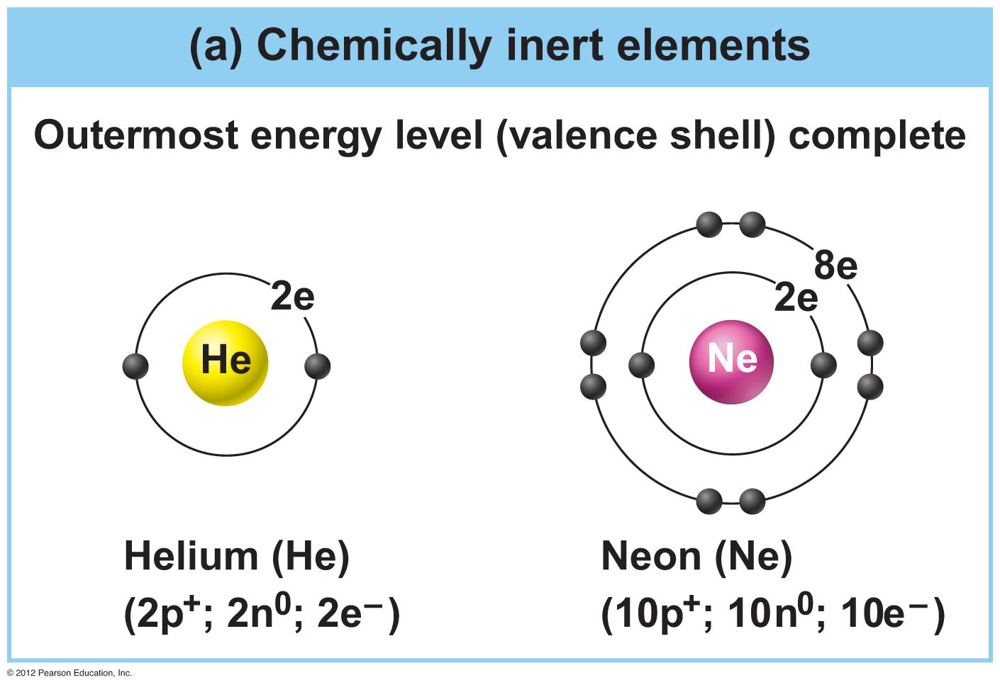 (a) Chemically inert elements
Outermost energy level (valence shell) complete
2e
He
8e
2e
Ne
Helium (He)
(2p⁺; 2n⁰; 2e⁻)
Neon (Ne)
(10p⁺; 10n⁰; 10e⁻)
© 2012 Pearson Education, Inc.